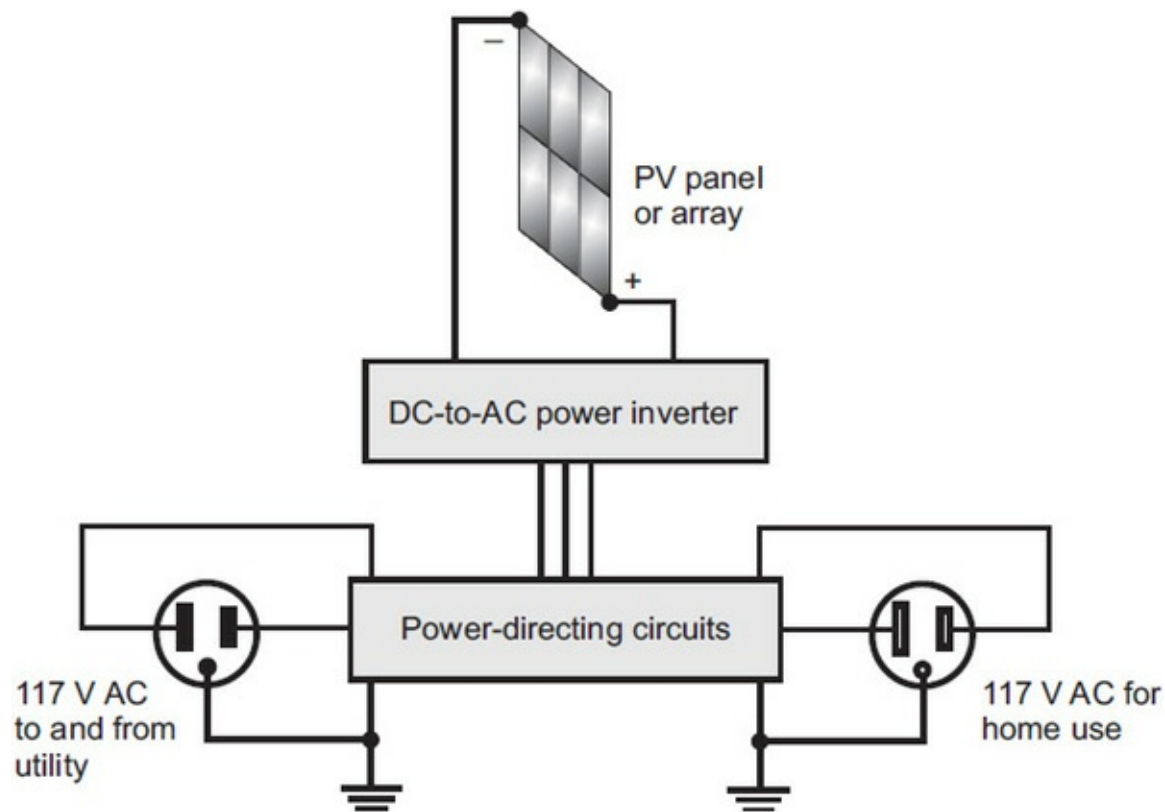 −
PV panel
or array
+
DC-to-AC power inverter
Power-directing circuits
117 V AC
to and from
utility
117 V AC for
home use